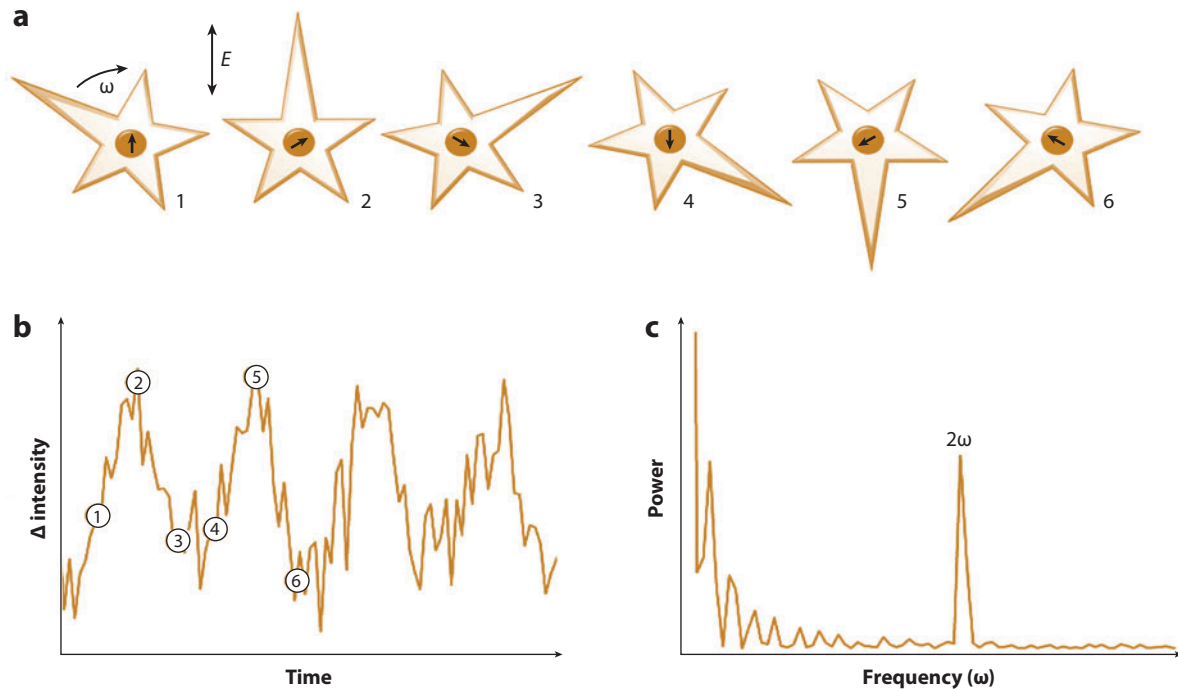 a
E
ω
1
2
3
4
5
6
b
Δ intensity
1
2
3
4
5
6
Time
c
Power
2ω
Frequency (ω)